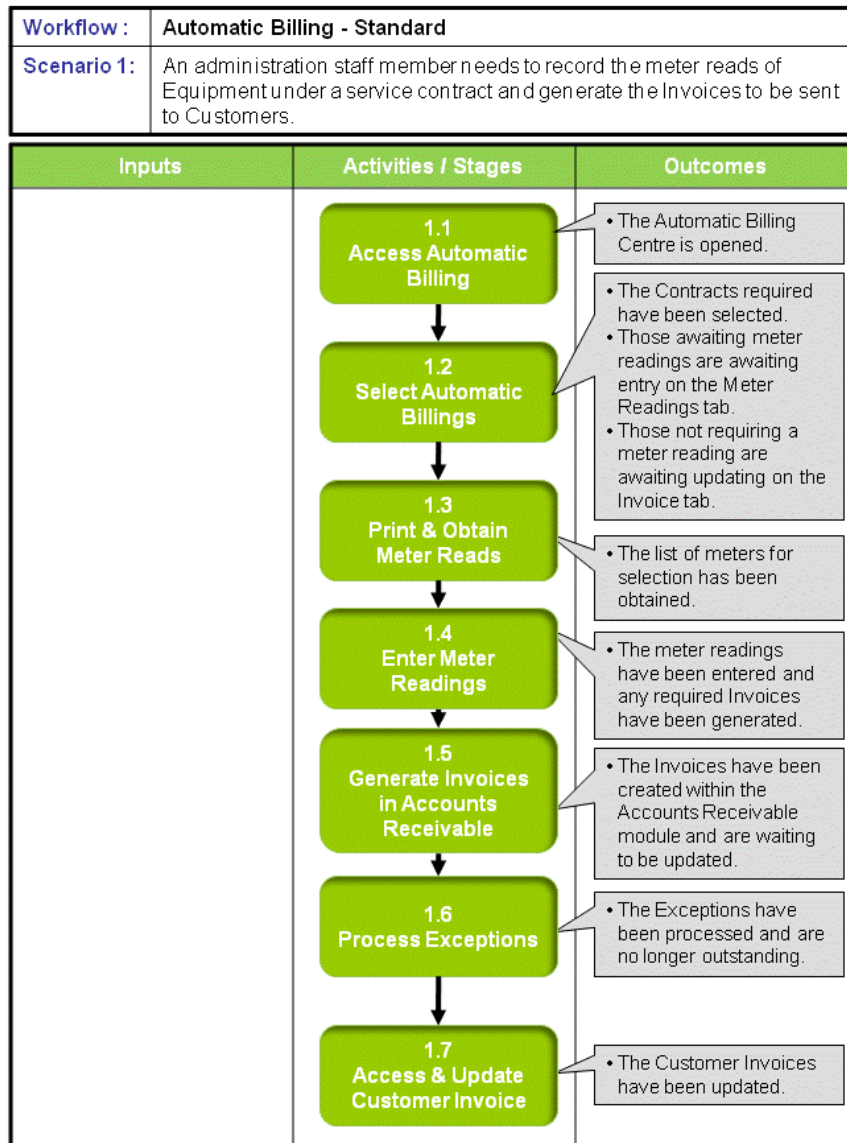 Workflow : Automatic Billing - Standard
Scenario 1: An administration staff member needs to record the meter reads of
Equipment under a service contract and generate the Invoices to be sent
to Customers.
Inputs Activities / Stages Outcomes
1.1
Access Automatic
Billing
• The Automatic Billing
Centre is opened.
1.2
Select Automatic
Billings
• The Contracts required
have been selected.
• Those awaiting meter
readings are awaiting
entry on the Meter
Readings tab.
• Those not requiring a
meter reading are
awaiting updating on the
Invoice tab.
1.3
Print & Obtain
Meter Reads
• The list of meters for
selection has been
obtained.
1.4
Enter Meter
Readings
• The meter readings
have been entered and
any required Invoices
have been generated.
1.5
Generate Invoices
in Accounts
Receivable
• The Invoices have been
created within the
Accounts Receivable
module and are waiting
to be updated.
1.6
Process Exceptions
• The Exceptions have
been processed and are
no longer outstanding.
1.7
Access & Update
Customer Invoice
• The Customer Invoices
have been updated.